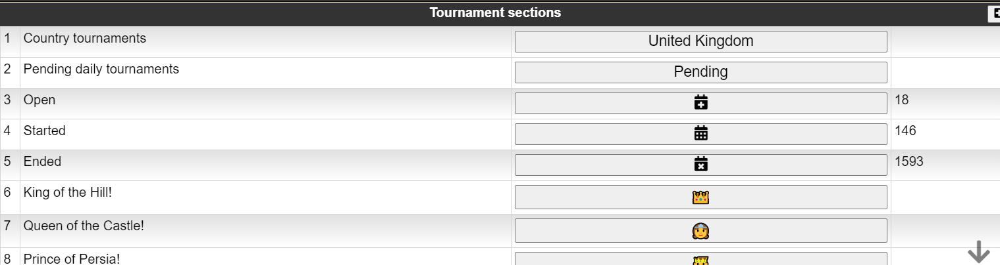 Tournament sections
1 Country tournaments United Kingdom
2 Pending daily tournaments Pending
3 Open 18
4 Started 146
5 Ended 1593
6 King of the Hill!
7 Queen of the Castle!
8 Prince of Persia!